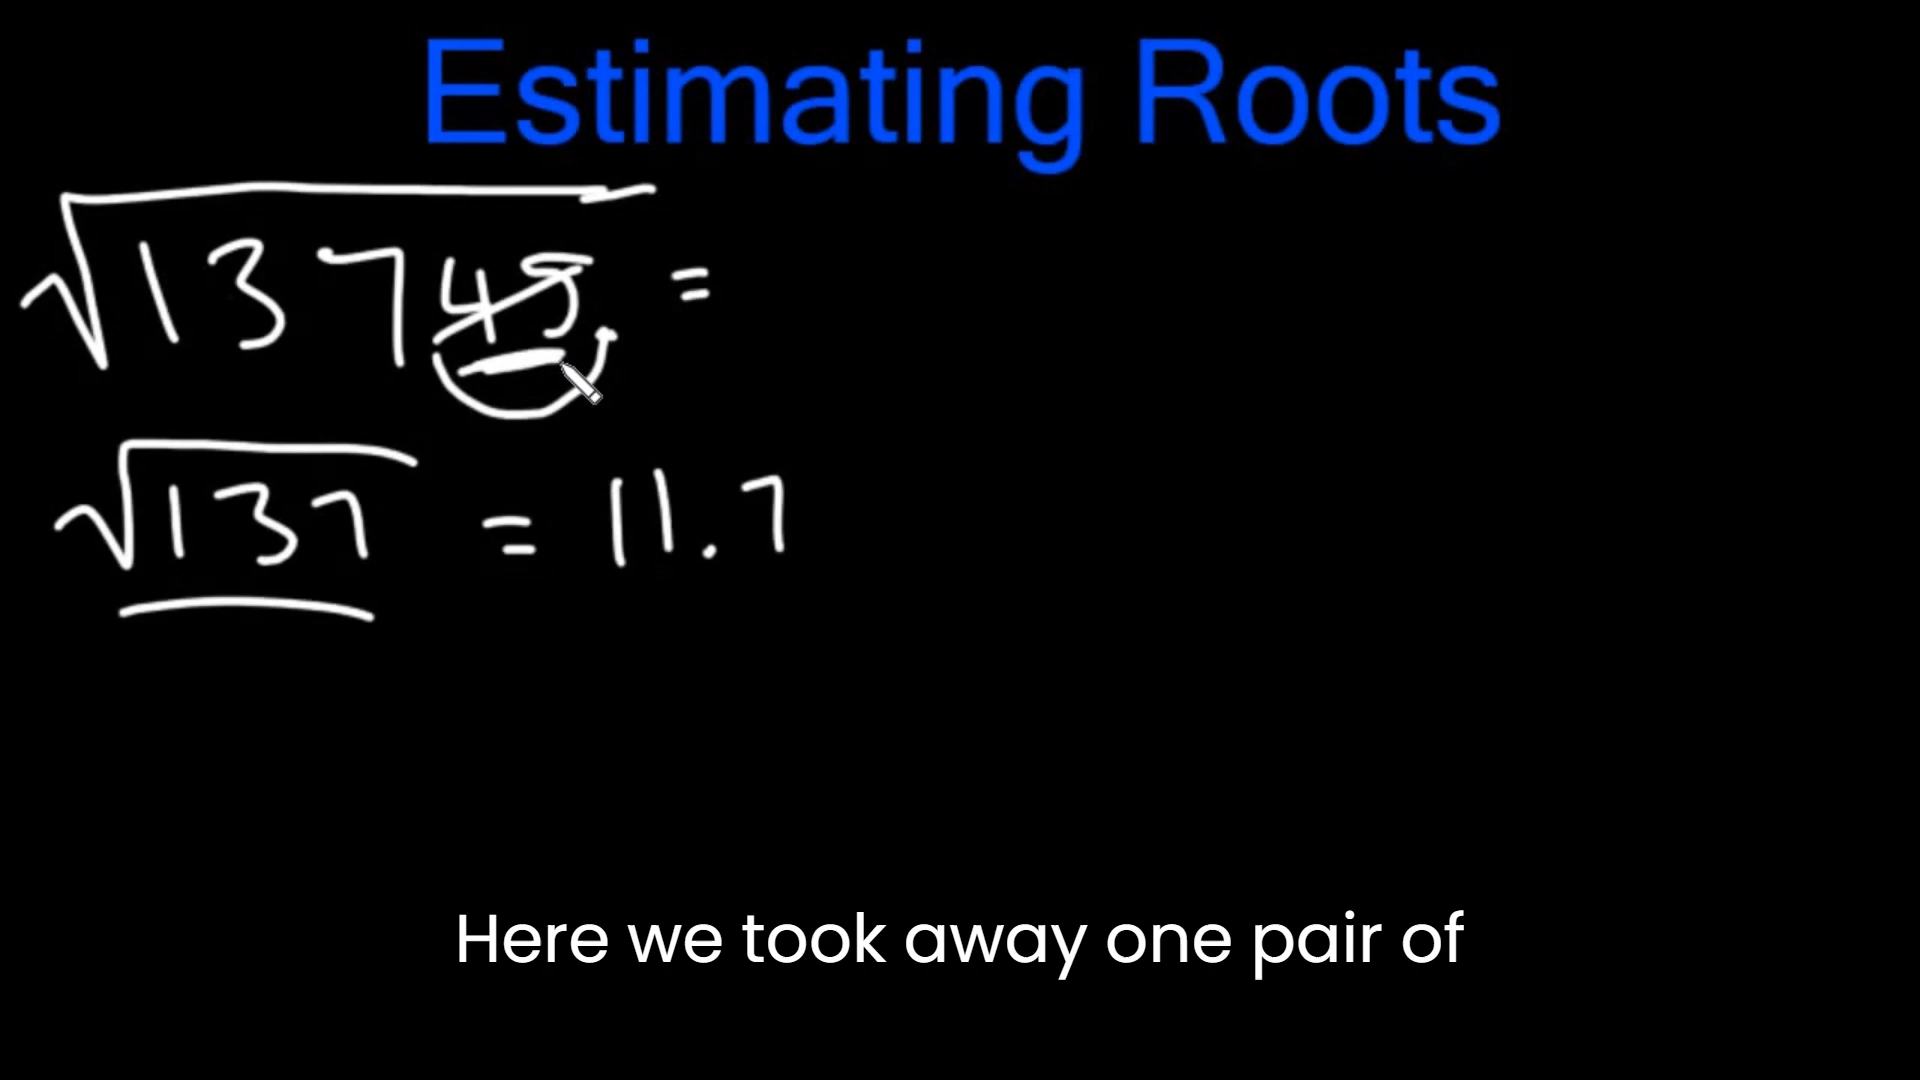 Estimating Roots
√13745. =
√137 = 11.7
Here we took away one pair of